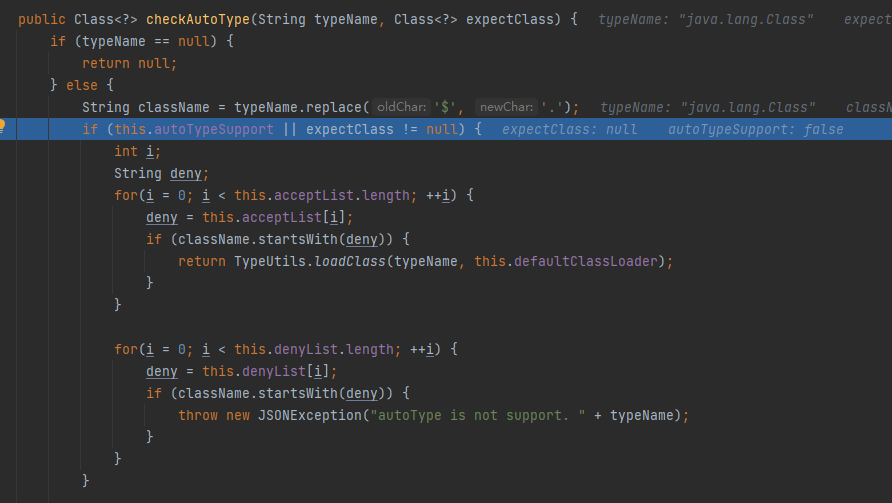 public Class<?> checkAutoType(String typeName, Class<?> expectClass) {  typeName: "java.lang.Class"    expect
    if (typeName == null) {
        return null;
    } else {
        String className = typeName.replace( oldChar: '$',  newChar: '.');  typeName: "java.lang.Class"    classN
        if (this.autoTypeSupport || expectClass != null) {  expectClass: null    autoTypeSupport: false
            int i;
            String deny;
            for(i = 0; i < this.acceptList.length; ++i) {
                deny = this.acceptList[i];
                if (className.startsWith(deny)) {
                    return TypeUtils.loadClass(typeName, this.defaultClassLoader);
                }
            }
            for(i = 0; i < this.denyList.length; ++i) {
                deny = this.denyList[i];
                if (className.startsWith(deny)) {
                    throw new JSONException("autoType is not support. " + typeName);
                }
            }
        }